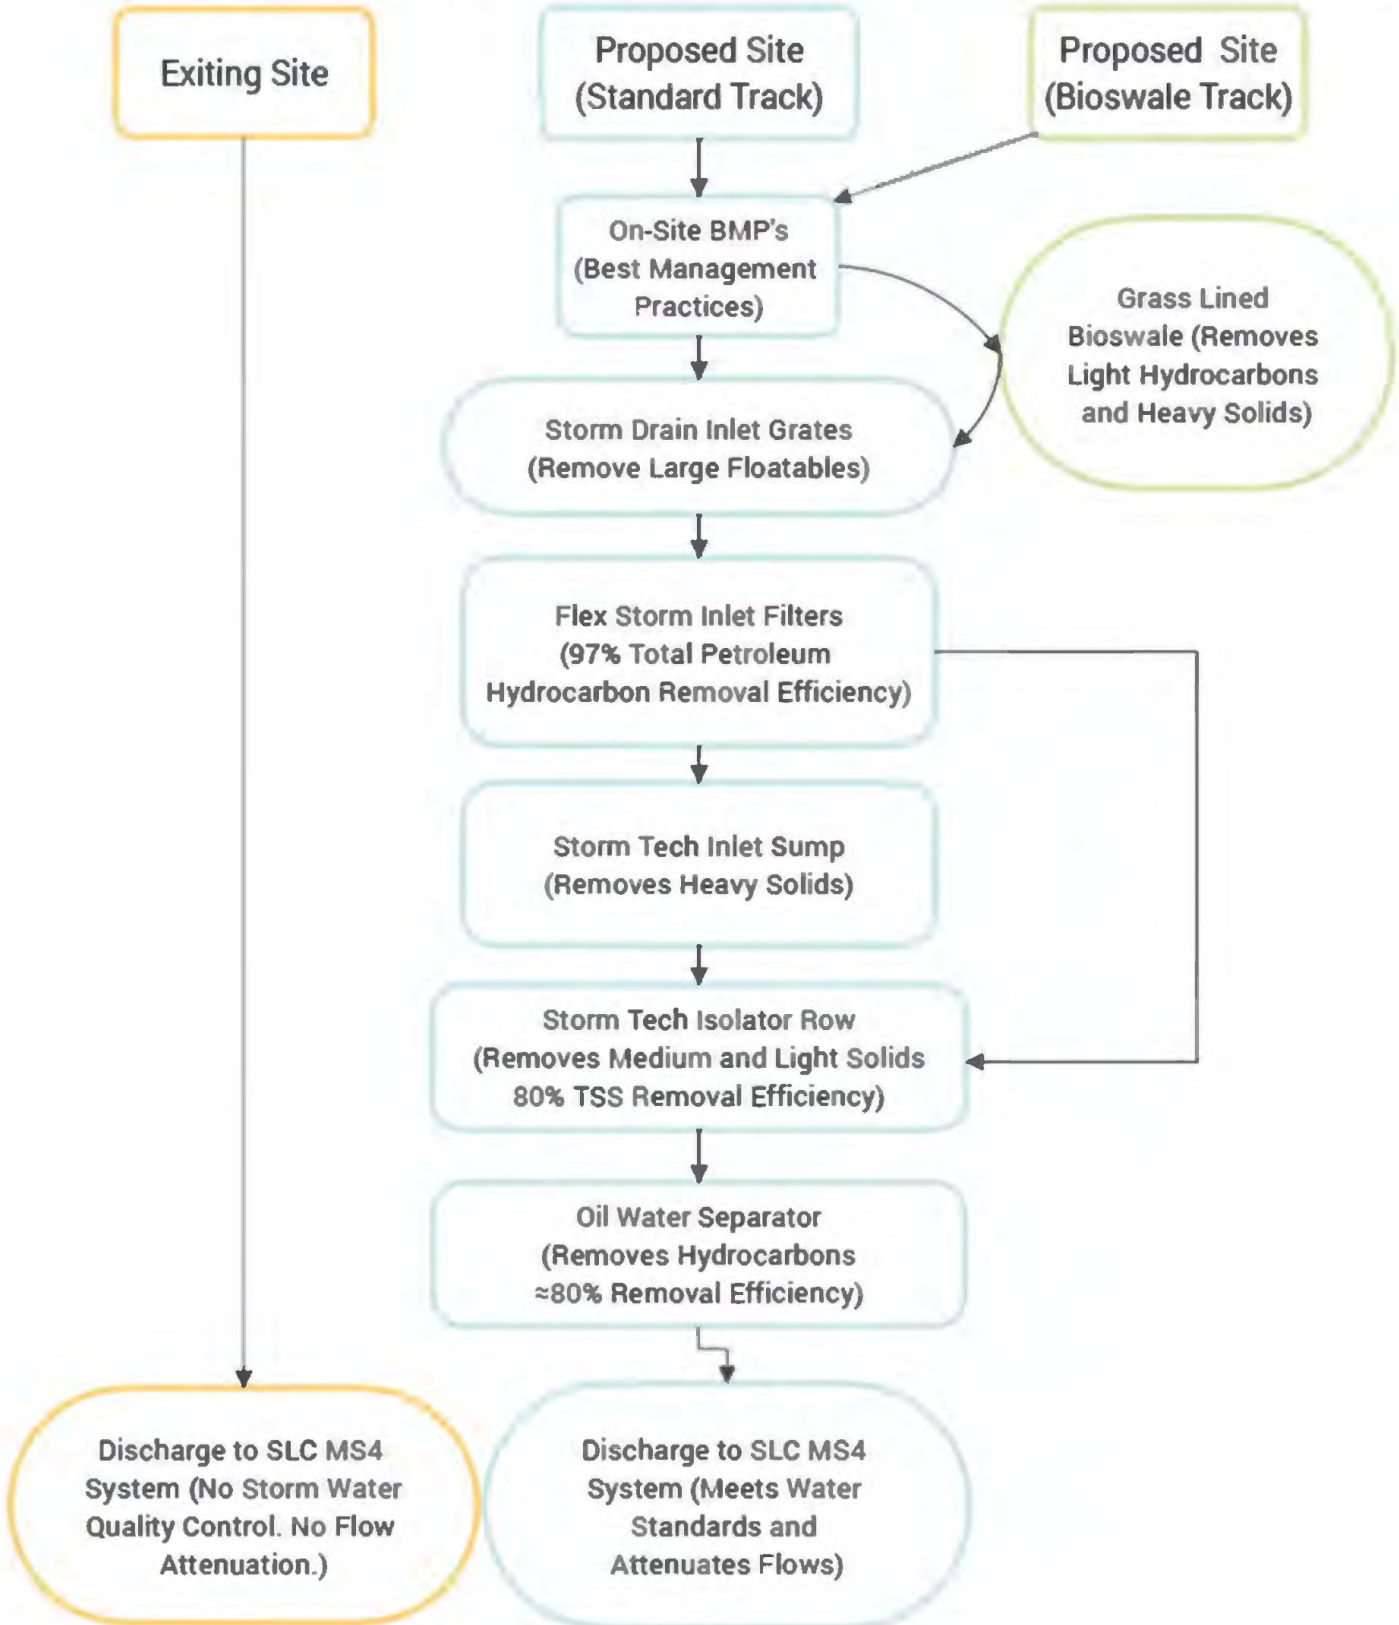 Exiting Site
Proposed Site
(Standard Track)
Proposed Site
(Bioswale Track)
On-Site BMP's
(Best Management
Practices)
Grass Lined
Bioswale (Removes
Light Hydrocarbons
and Heavy Solids)
Storm Drain Inlet Grates
(Remove Large Floatables)
Flex Storm Inlet Filters
(97% Total Petroleum
Hydrocarbon Removal Efficiency)
Storm Tech Inlet Sump
(Removes Heavy Solids)
Storm Tech Isolator Row
(Removes Medium and Light Solids
80% TSS Removal Efficiency)
Oil Water Separator
(Removes Hydrocarbons
≈80% Removal Efficiency)
Discharge to SLC MS4
System (No Storm Water
Quality Control. No Flow
Attenuation.)
Discharge to SLC MS4
System (Meets Water
Standards and
Attenuates Flows)